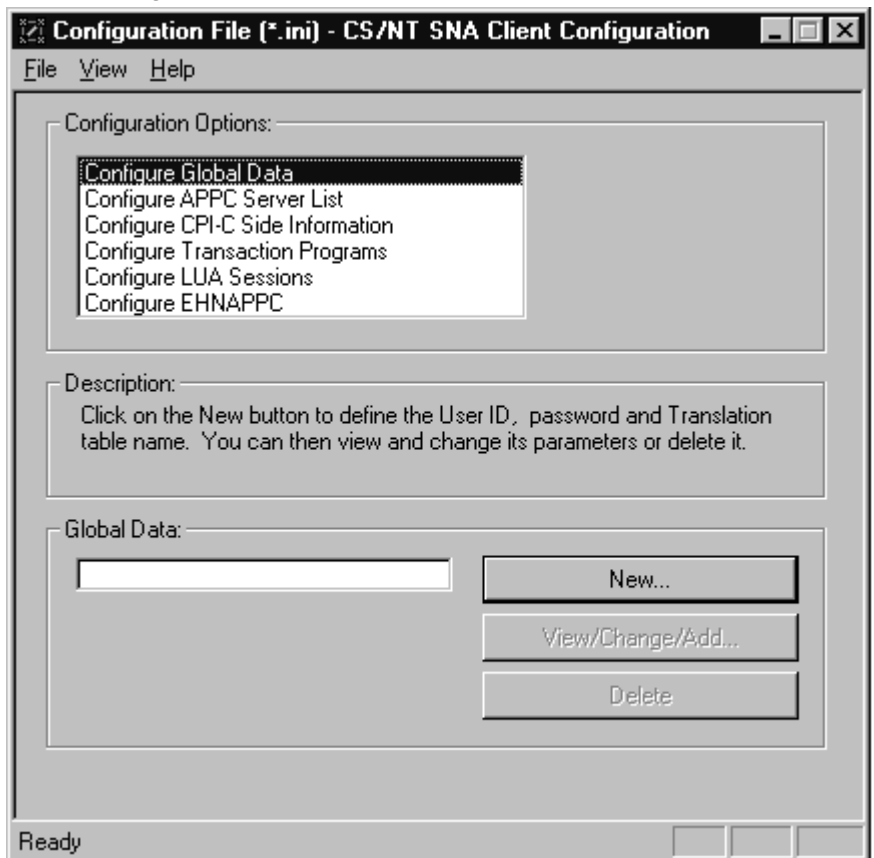 Configuration File (*.ini) - CS/NT SNA Client Configuration
File View Help
Configuration Options:
Configure Global Data
Configure APPC Server List
Configure CPI-C Side Information
Configure Transaction Programs
Configure LUA Sessions
Configure EHNAPPC
Description:
Click on the New button to define the User ID, password and Translation
table name. You can then view and change its parameters or delete it.
Global Data:
New...
View/Change/Add...
Delete
Ready